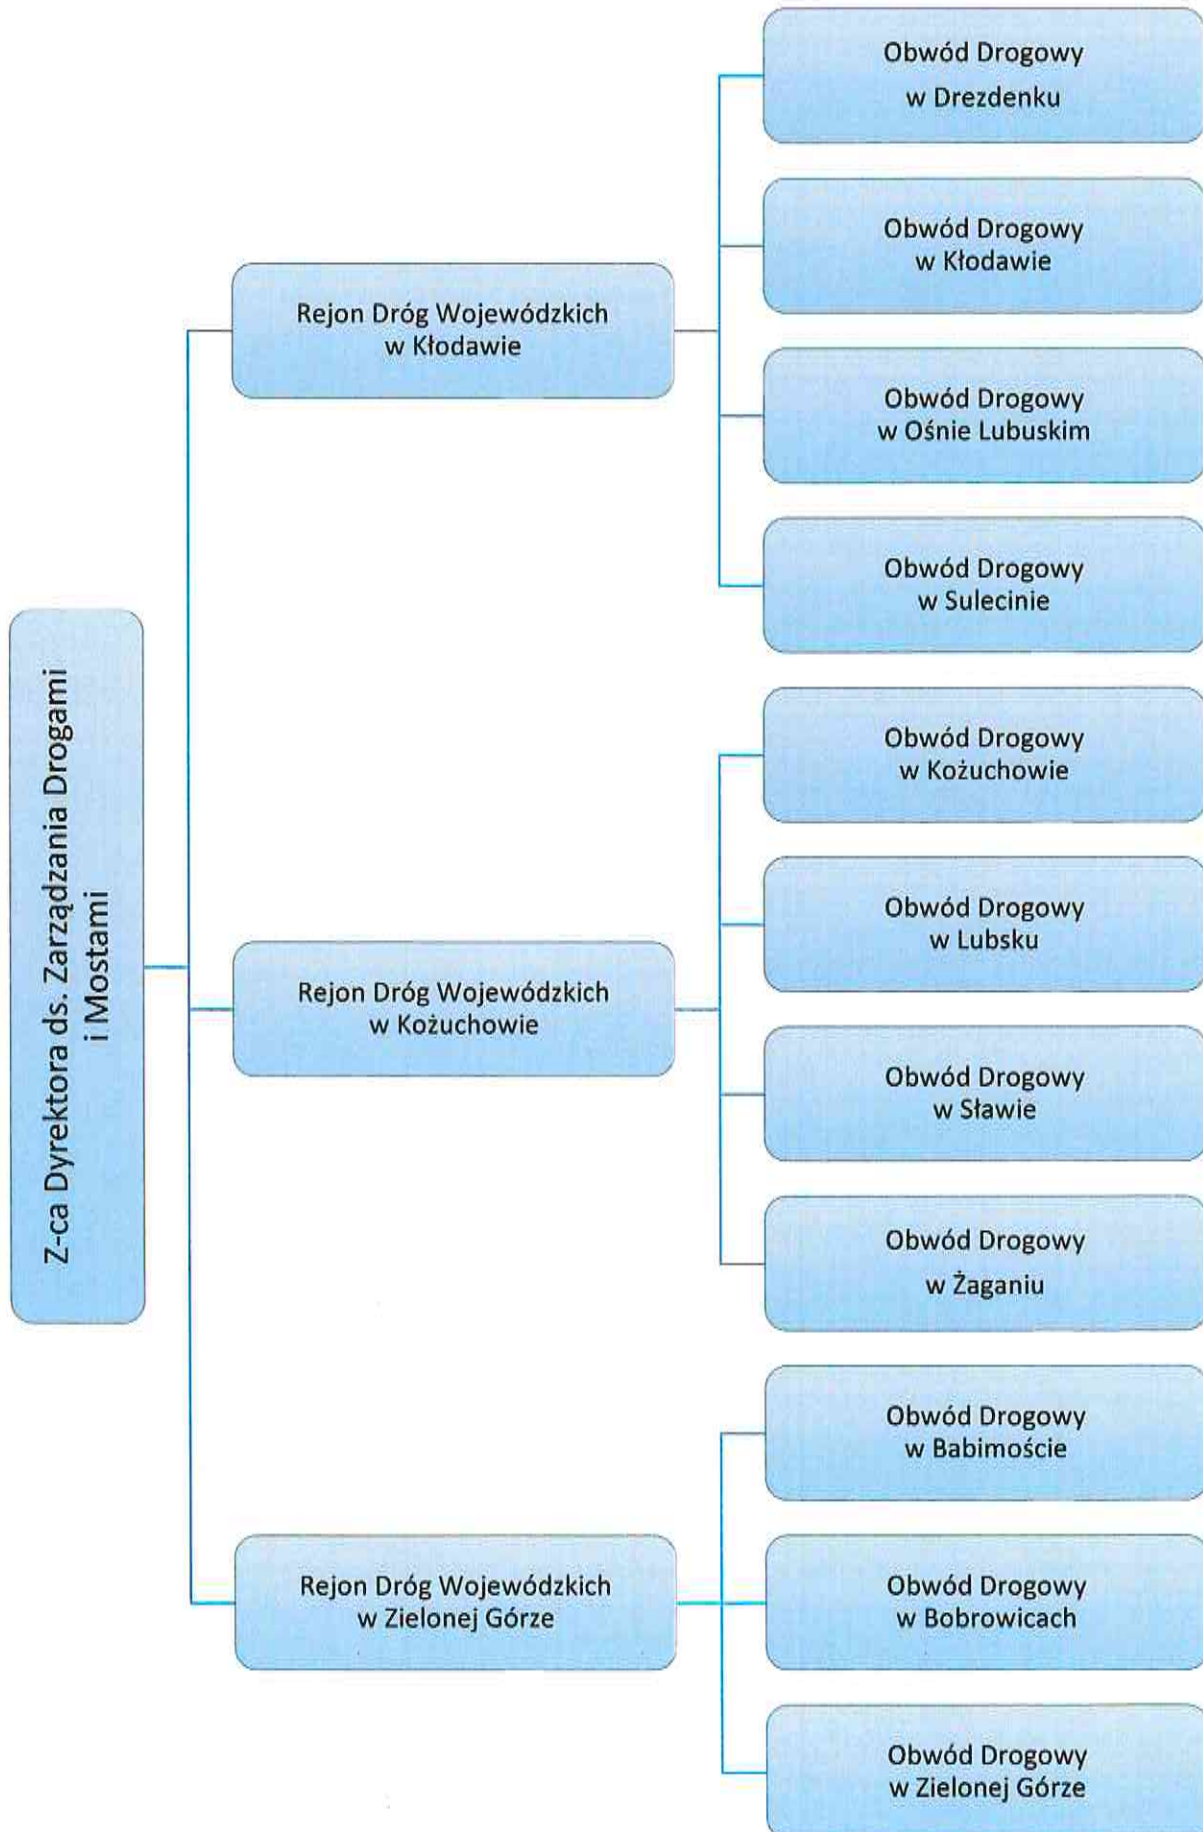 Z-ca Dyrektora ds. Zarządzania Drogami
i Mostami
Rejon Dróg Wojewódzkich
w Kłodawie
Obwód Drogowy
w Drezdenku
Obwód Drogowy
w Kłodawie
Obwód Drogowy
w Ośnie Lubuskim
Obwód Drogowy
w Sulecinie
Rejon Dróg Wojewódzkich
w Kożuchowie
Obwód Drogowy
w Kożuchowie
Obwód Drogowy
w Lubsku
Obwód Drogowy
w Sławie
Obwód Drogowy
w Żaganiu
Rejon Dróg Wojewódzkich
w Zielonej Górze
Obwód Drogowy
w Babimoście
Obwód Drogowy
w Bobrowicach
Obwód Drogowy
w Zielonej Górze